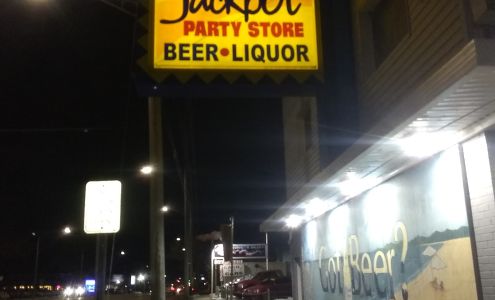 Jackpot
PARTY STORE
BEER • LIQUOR
Got Beer?